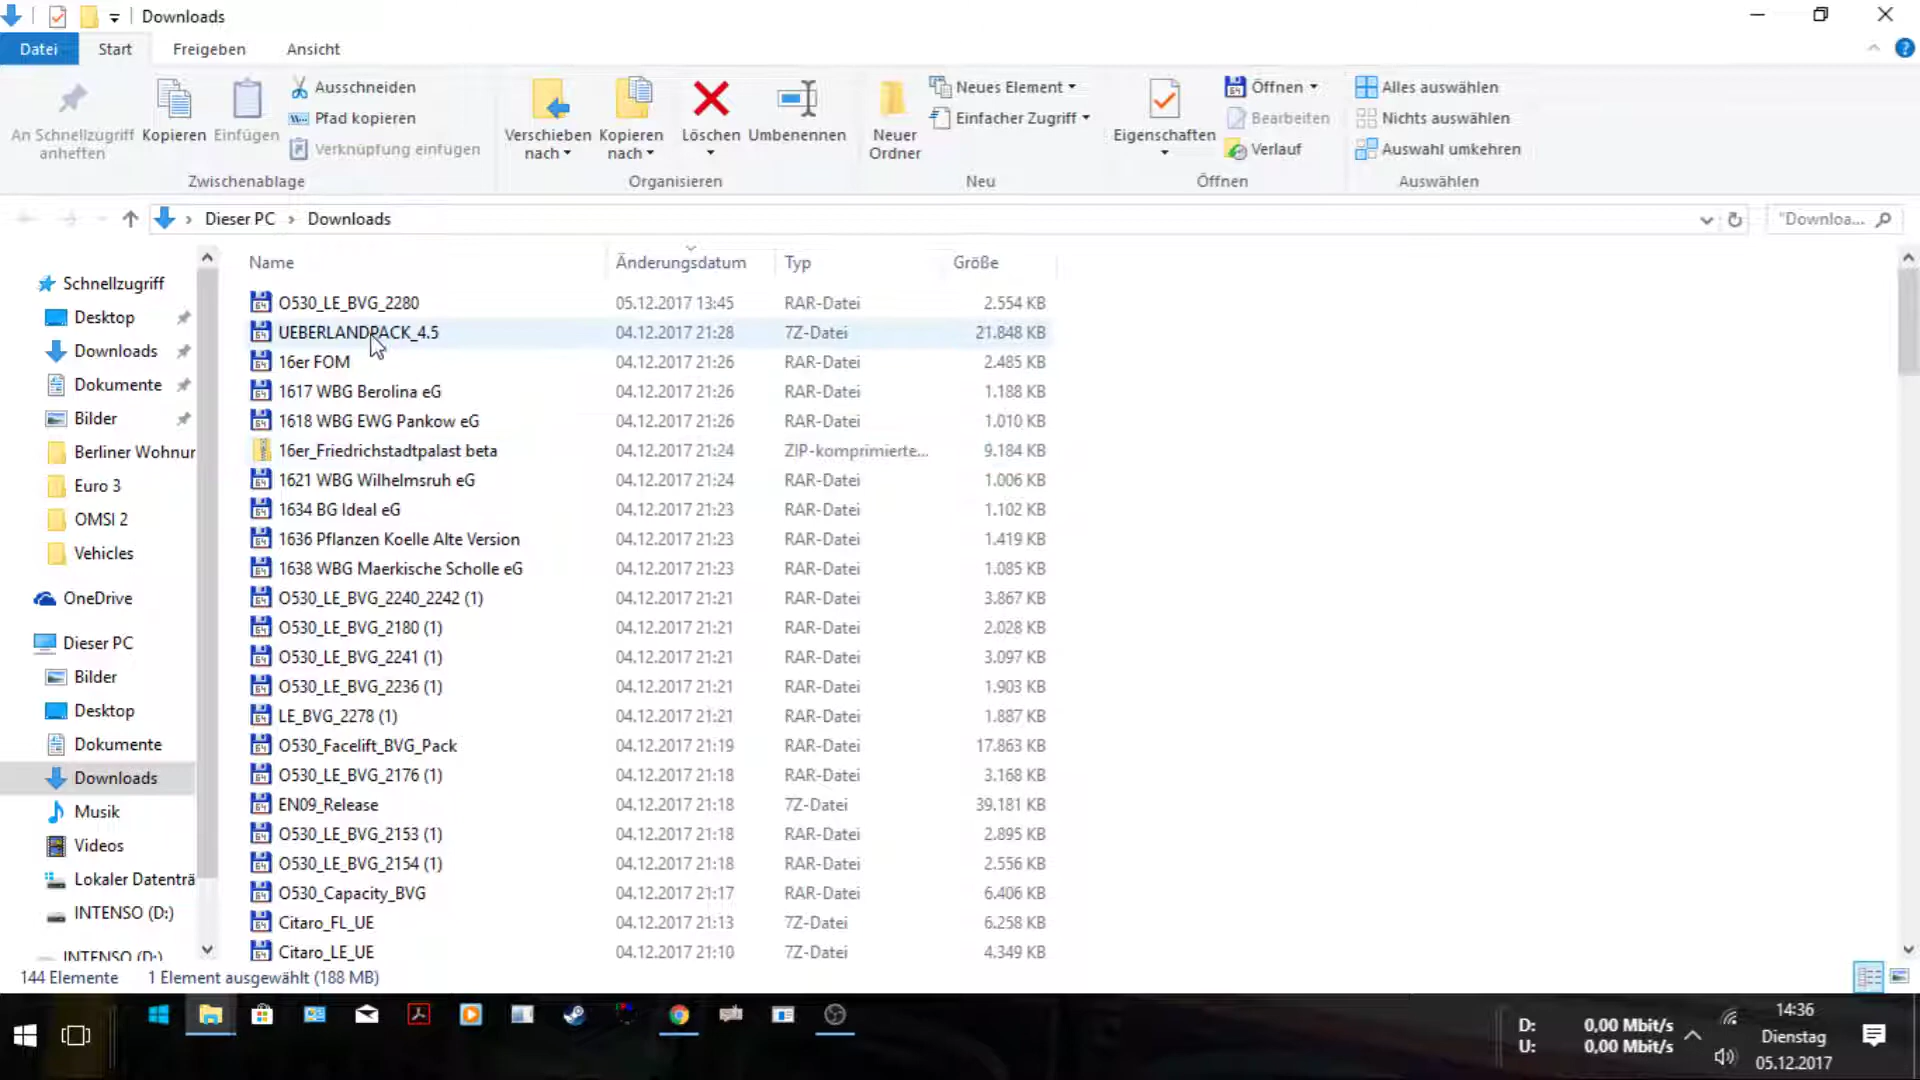 Downloads
Datei Start Freigeben Ansicht
An Schnellzugriff anheften
Kopieren
Einfügen
Ausschneiden
Pfad kopieren
Verknüpfung einfügen
Zwischenablage
Verschieben nach
Kopieren nach
Löschen
Umbenennen
Organisieren
Neuer Ordner
Neues Element
Einfacher Zugriff
Neu
Eigenschaften
Öffnen
Bearbeiten
Verlauf
Öffnen
Alles auswählen
Nichts auswählen
Auswahl umkehren
Auswählen
Dieser PC › Downloads
"Downloa...
Schnellzugriff
Desktop
Downloads
Dokumente
Bilder
Berliner Wohnur
Euro 3
OMSI 2
Vehicles
OneDrive
Dieser PC
Bilder
Desktop
Dokumente
Downloads
Musik
Videos
Lokaler Datenträ
INTENSO (D:)
INTENSO (D:)
Name Änderungsdatum Typ Größe
O530_LE_BVG_2280 05.12.2017 13:45 RAR-Datei 2.554 KB
UEBERLANDPACK_4.5 04.12.2017 21:28 7Z-Datei 21.848 KB
16er FOM 04.12.2017 21:26 RAR-Datei 2.485 KB
1617 WBG Berolina eG 04.12.2017 21:26 RAR-Datei 1.188 KB
1618 WBG EWG Pankow eG 04.12.2017 21:26 RAR-Datei 1.010 KB
16er_Friedrichstadtpalast beta 04.12.2017 21:24 ZIP-komprimierte... 9.184 KB
1621 WBG Wilhelmsruh eG 04.12.2017 21:24 RAR-Datei 1.006 KB
1634 BG Ideal eG 04.12.2017 21:23 RAR-Datei 1.102 KB
1636 Pflanzen Koelle Alte Version 04.12.2017 21:23 RAR-Datei 1.419 KB
1638 WBG Maerkische Scholle eG 04.12.2017 21:23 RAR-Datei 1.085 KB
O530_LE_BVG_2240_2242 (1) 04.12.2017 21:21 RAR-Datei 3.867 KB
O530_LE_BVG_2180 (1) 04.12.2017 21:21 RAR-Datei 2.028 KB
O530_LE_BVG_2241 (1) 04.12.2017 21:21 RAR-Datei 3.097 KB
O530_LE_BVG_2236 (1) 04.12.2017 21:21 RAR-Datei 1.903 KB
LE_BVG_2278 (1) 04.12.2017 21:21 RAR-Datei 1.887 KB
O530_Facelift_BVG_Pack 04.12.2017 21:19 RAR-Datei 17.863 KB
O530_LE_BVG_2176 (1) 04.12.2017 21:18 RAR-Datei 3.168 KB
EN09_Release 04.12.2017 21:18 7Z-Datei 39.181 KB
O530_LE_BVG_2153 (1) 04.12.2017 21:18 RAR-Datei 2.895 KB
O530_LE_BVG_2154 (1) 04.12.2017 21:18 RAR-Datei 2.556 KB
O530_Capacity_BVG 04.12.2017 21:17 RAR-Datei 6.406 KB
Citaro_FL_UE 04.12.2017 21:13 7Z-Datei 6.258 KB
Citaro_LE_UE 04.12.2017 21:10 7Z-Datei 4.349 KB
144 Elemente 1 Element ausgewählt (188 MB)
D: 0,00 Mbit/s
U: 0,00 Mbit/s
14:36
Dienstag
05.12.2017